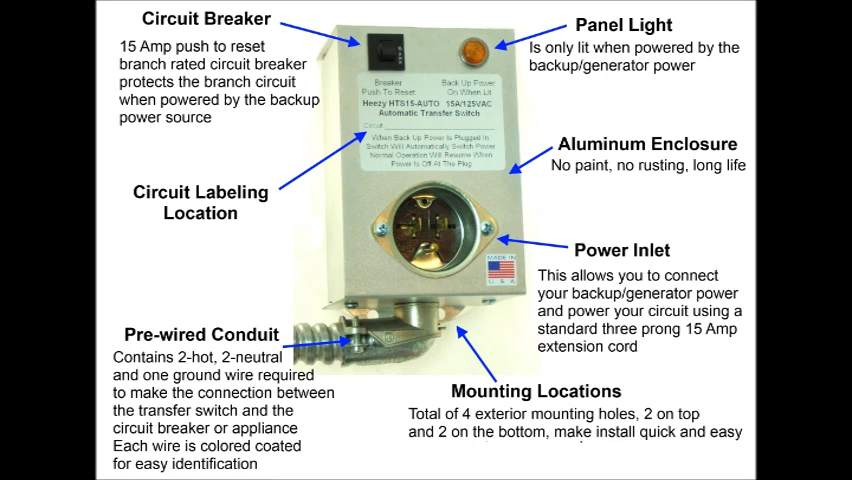 Circuit Breaker
15 Amp push to reset
branch rated circuit breaker
protects the branch circuit
when powered by the backup
power source
Panel Light
Is only lit when powered by the
backup/generator power
Breaker
Push To Reset
Back Up Power
On When Lit
Heezy HTS15-AUTO 15A/125VAC
Automatic Transfer Switch
Circuit
When Back Up Power Is Plugged In
Switch Will Automatically Switch Power
Normal Operation Will Resume When
Power Is Off At The Plug
Aluminum Enclosure
No paint, no rusting, long life
Circuit Labeling
Location
Power Inlet
This allows you to connect
your backup/generator power
and power your circuit using a
standard three prong 15 Amp
extension cord
MADE IN
U.S.A
Pre-wired Conduit
Contains 2-hot, 2-neutral
and one ground wire required
to make the connection between
the transfer switch and the
circuit breaker or appliance
Each wire is colored coated
for easy identification
Mounting Locations
Total of 4 exterior mounting holes, 2 on top
and 2 on the bottom, make install quick and easy